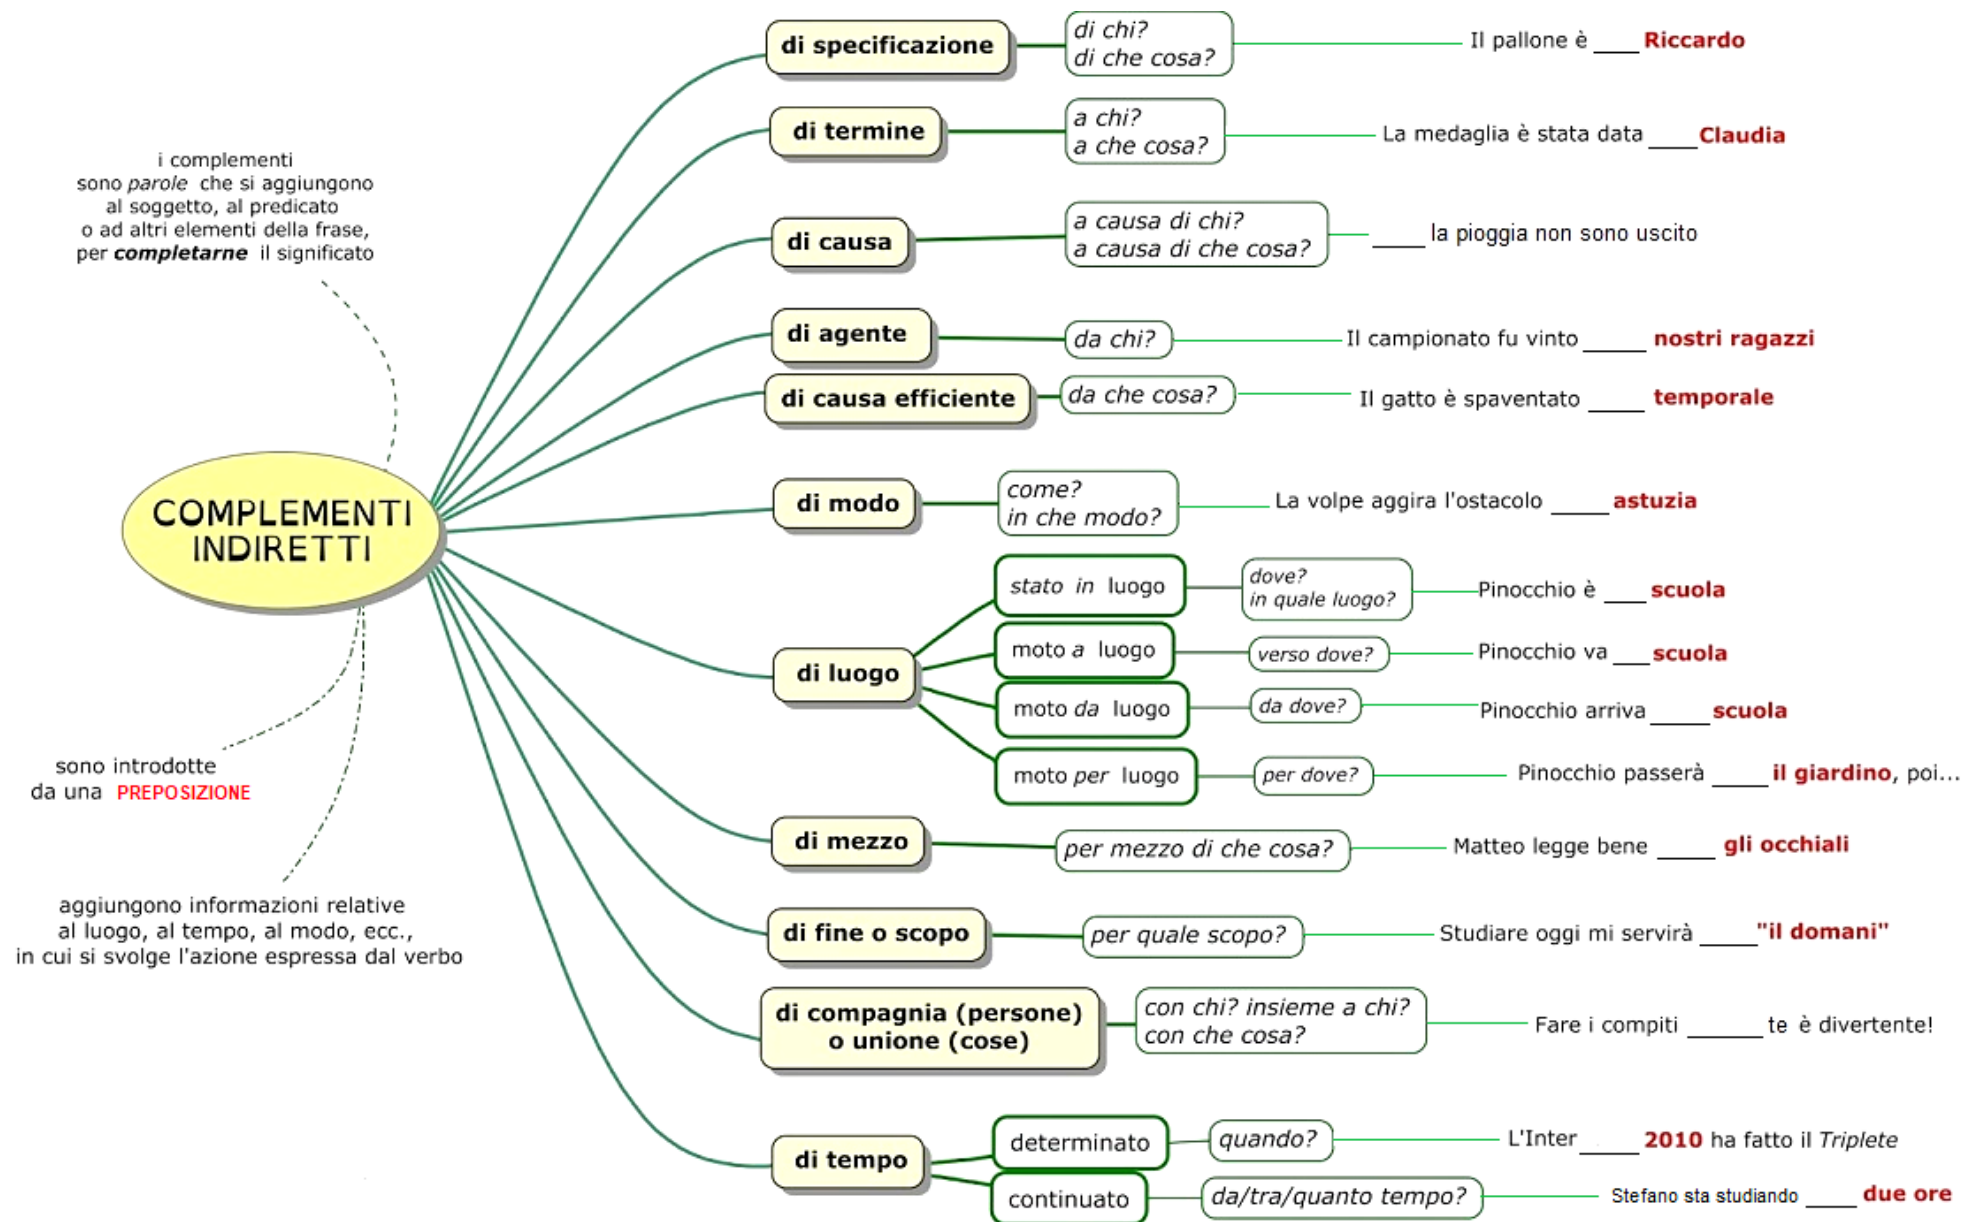 i complementi
sono parole che si aggiungono
al soggetto, al predicato
o ad altri elementi della frase,
per completarne il significato
COMPLEMENTI
INDIRETTI
sono introdotte
da una PREPOSIZIONE
aggiungono informazioni relative
al luogo, al tempo, al modo, ecc.,
in cui si svolge l'azione espressa dal verbo
di specificazione
di chi?
di che cosa?
Il pallone è ____ Riccardo
di termine
a chi?
a che cosa?
La medaglia è stata data ____ Claudia
di causa
a causa di chi?
a causa di che cosa?
____ la pioggia non sono uscito
di agente
da chi?
Il campionato fu vinto _____ nostri ragazzi
di causa efficiente
da che cosa?
Il gatto è spaventato ____ temporale
di modo
come?
in che modo?
La volpe aggira l'ostacolo _____ astuzia
di luogo
stato in luogo
dove?
in quale luogo?
Pinocchio è ___ scuola
moto a luogo
verso dove?
Pinocchio va ___ scuola
moto da luogo
da dove?
Pinocchio arriva _____ scuola
moto per luogo
per dove?
Pinocchio passerà ____ il giardino, poi...
di mezzo
per mezzo di che cosa?
Matteo legge bene _____ gli occhiali
di fine o scopo
per quale scopo?
Studiare oggi mi servirà _____ "il domani"
di compagnia (persone)
o unione (cose)
con chi? insieme a chi?
con che cosa?
Fare i compiti ______ te è divertente!
di tempo
determinato
quando?
L'Inter _____ 2010 ha fatto il Triplete
continuato
da/tra/quanto tempo?
Stefano sta studiando ____ due ore